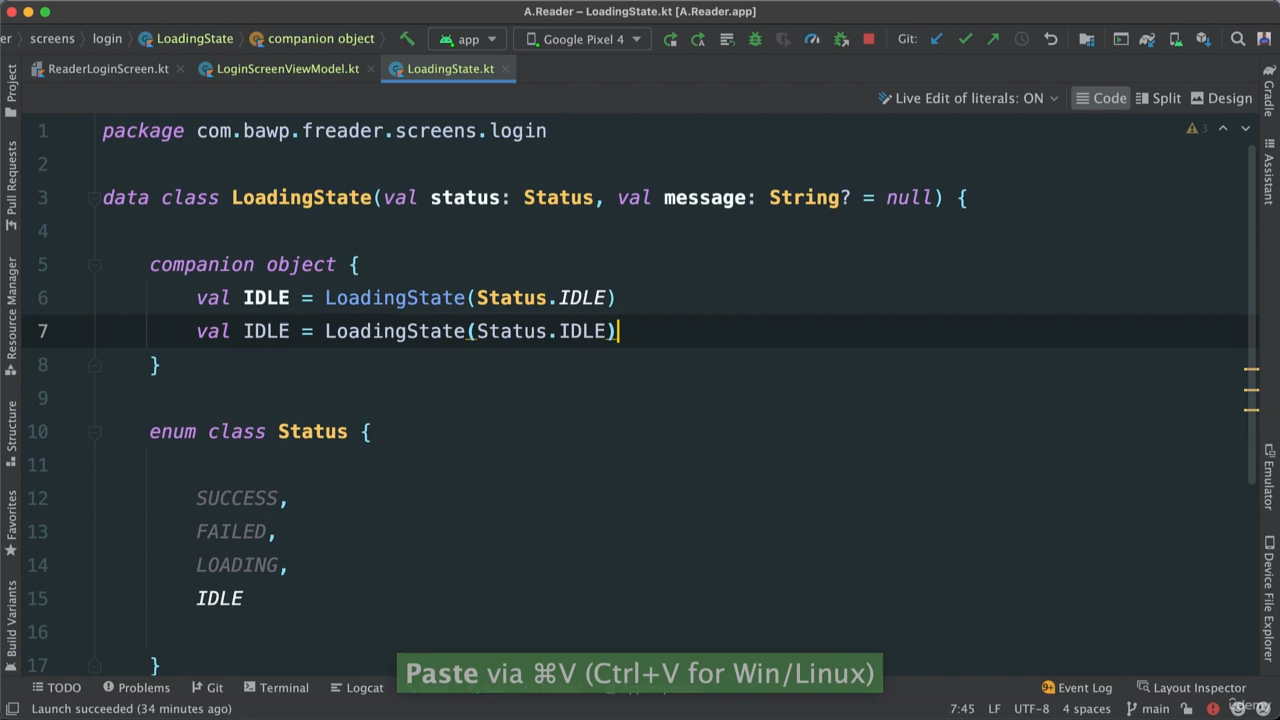 A.Reader – LoadingState.kt [A.Reader.app]
er screens login LoadingState companion object app Google Pixel 4 Git:
ReaderLoginScreen.kt LoginScreenViewModel.kt LoadingState.kt
Live Edit of literals: ON Code Split Design
1 package com.bawp.freader.screens.login
3
2
3 data class LoadingState(val status: Status, val message: String? = null) {
4
5 companion object {
6 val IDLE = LoadingState(Status.IDLE)
7 val IDLE = LoadingState(Status.IDLE)
8 }
9
10 enum class Status {
11
12 SUCCESS,
13 FAILED,
14 LOADING,
15 IDLE
16
17 }
Paste via ⌘V (Ctrl+V for Win/Linux)
Project
Pull Requests
Resource Manager
Structure
Favorites
Build Variants
Gradle
Assistant
Emulator
Device File Explorer
TODO Problems Git Terminal Logcat Event Log Layout Inspector
Launch succeeded (34 minutes ago) 7:45 LF UTF-8 4 spaces main
Udemy